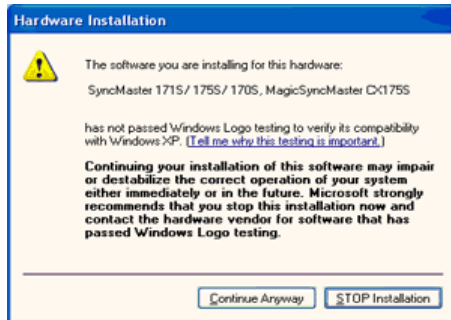 Hardware Installation
The software you are installing for this hardware:
SyncMaster 171S/ 175S/ 170S, MagicSyncMaster CX175S
has not passed Windows Logo testing to verify its compatibility
with Windows XP. (Tell me why this testing is important.)
Continuing your installation of this software may impair
or destabilize the correct operation of your system
either immediately or in the future. Microsoft strongly
recommends that you stop this installation now and
contact the hardware vendor for software that has
passed Windows Logo testing.
Continue Anyway
STOP Installation